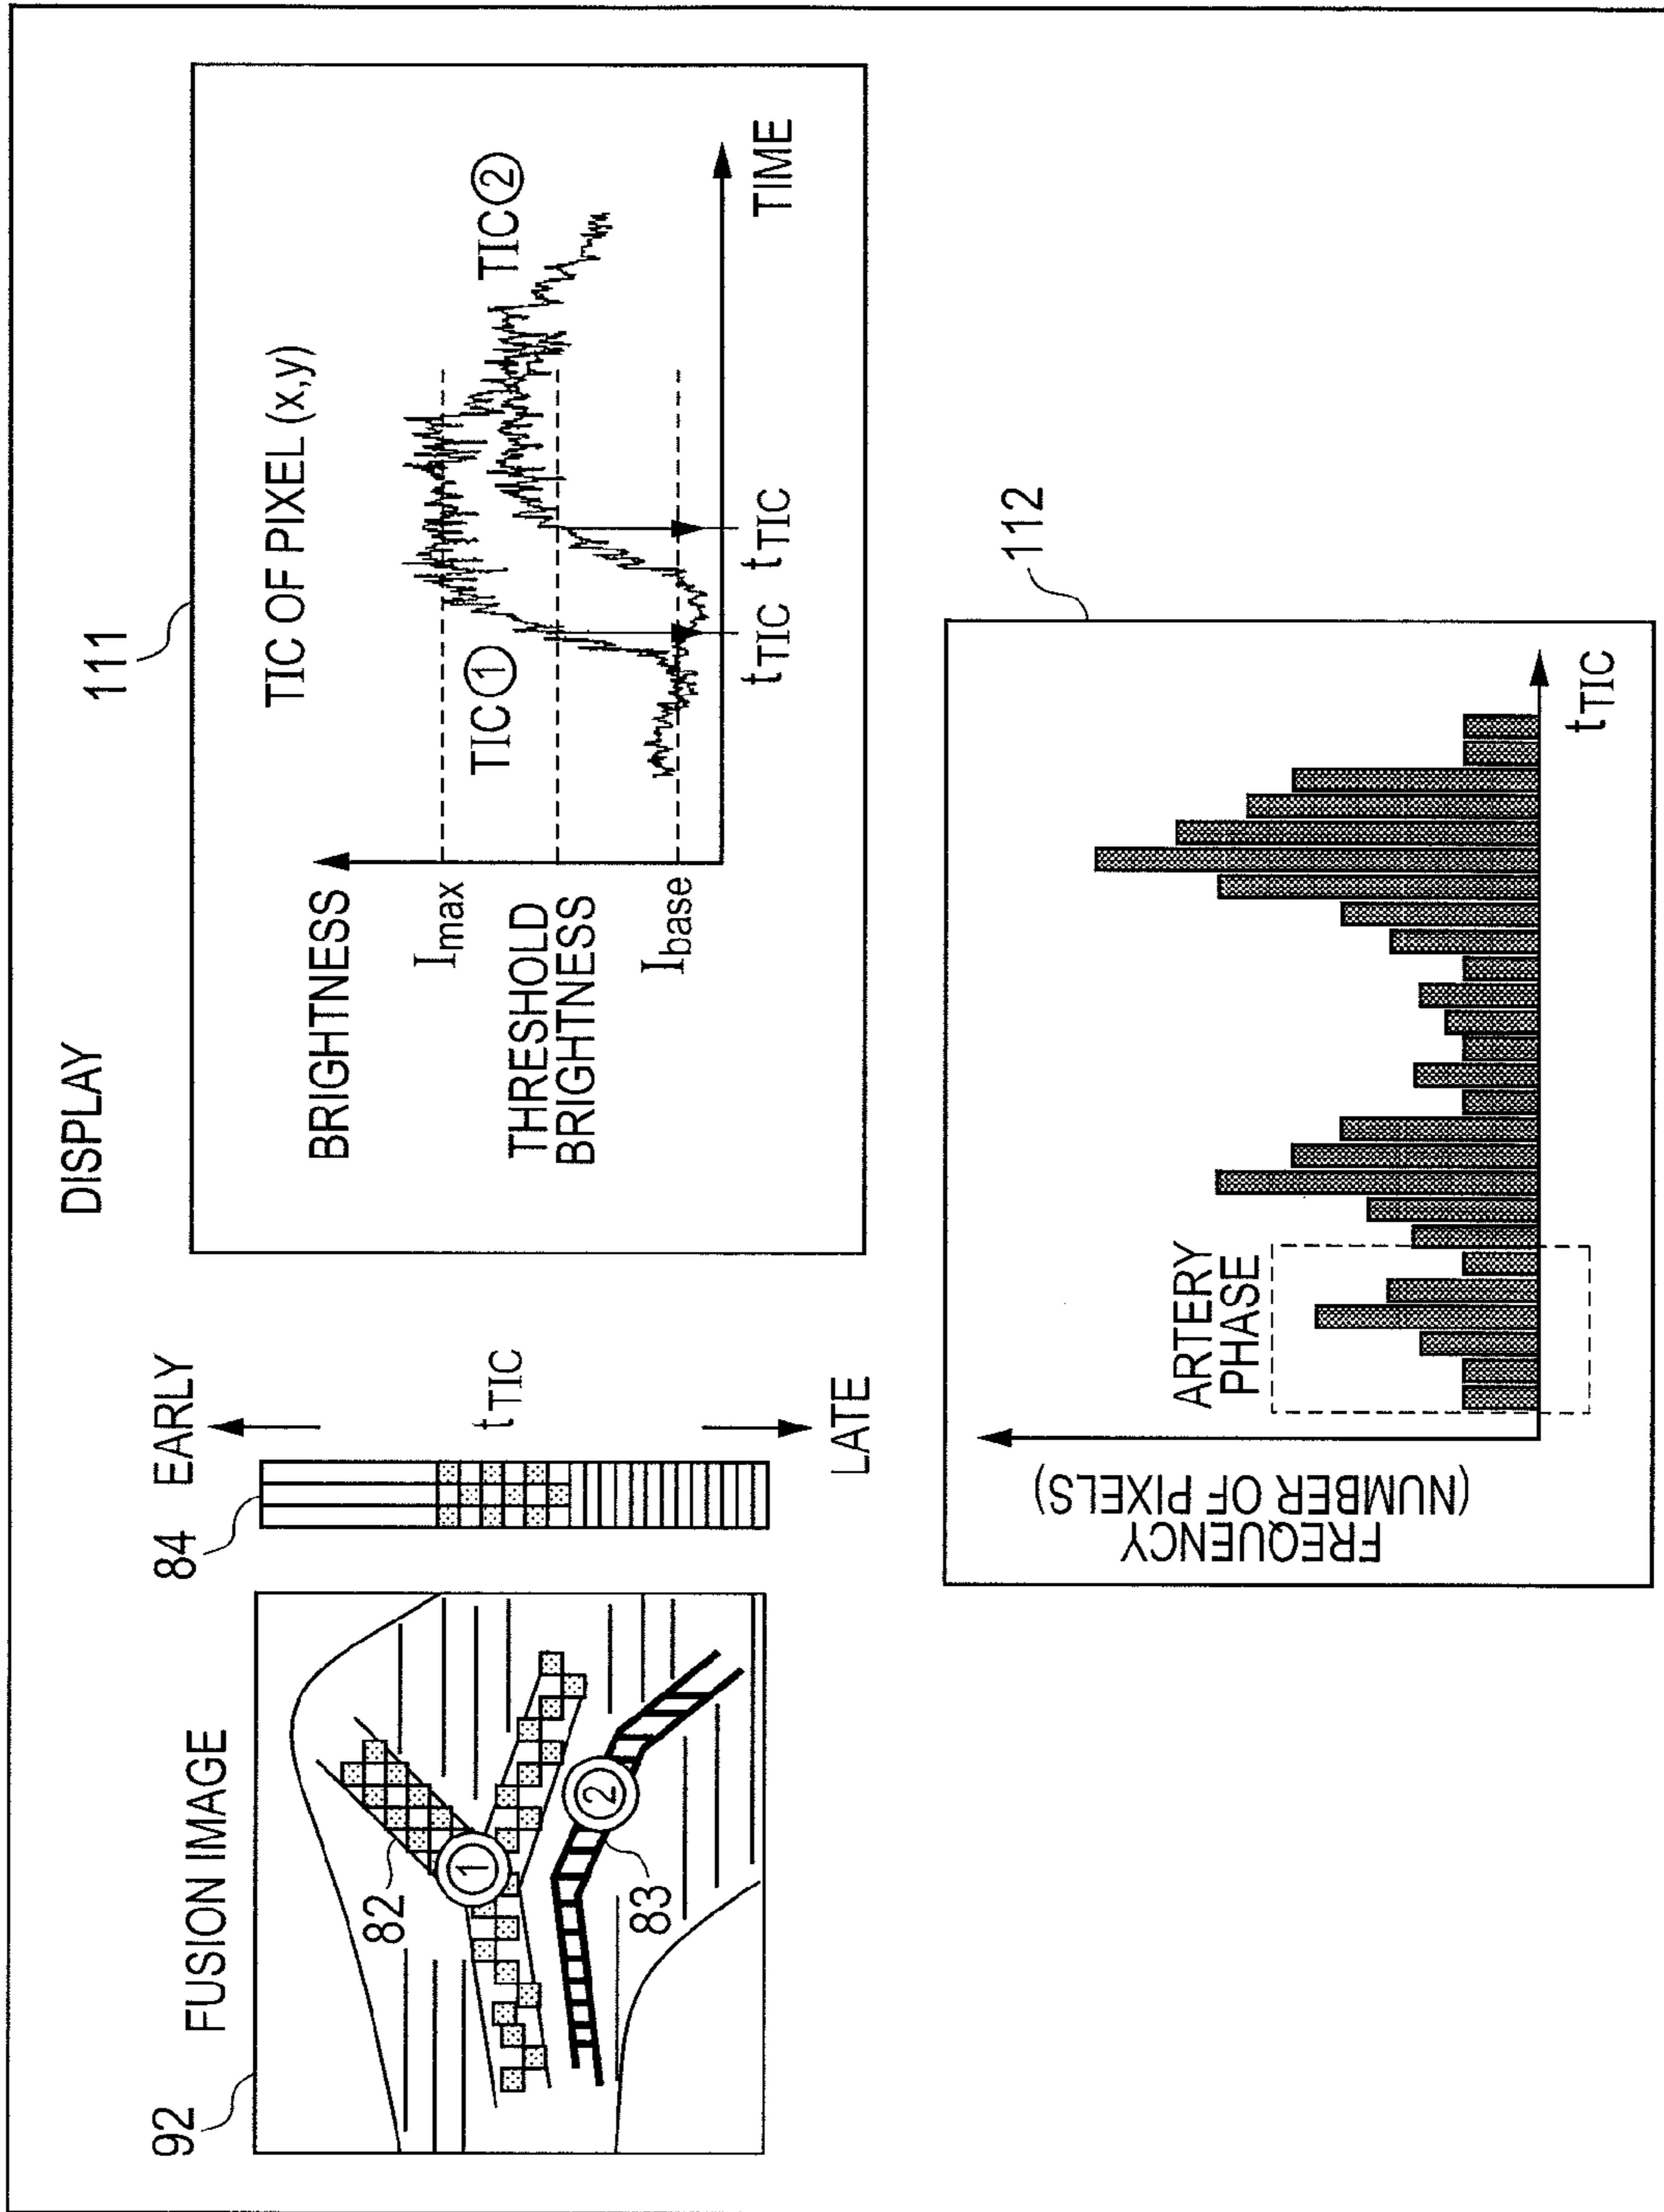 DISPLAY
92
FUSION IMAGE
82
1
2
83
84
EARLY
t TIC
LATE
111
TIC OF PIXEL (x,y)
BRIGHTNESS
Imax
THRESHOLD
BRIGHTNESS
Ibase
TIC①
TIC②
tTIC tTIC
TIME
112
FREQUENCY
(NUMBER OF PIXELS)
ARTERY
PHASE
tTIC